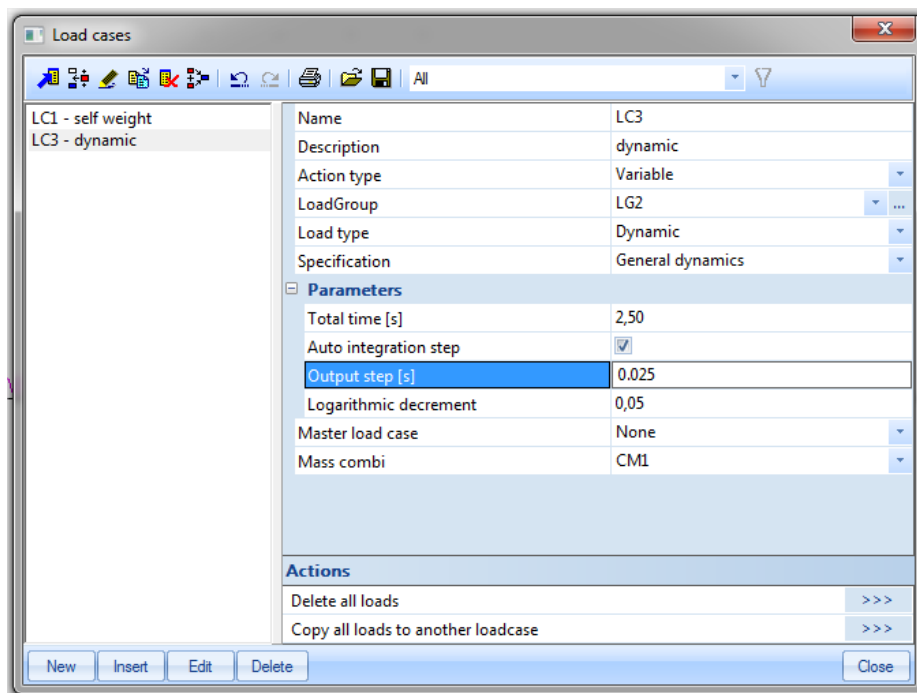 Load cases
All
LC1 - self weight
LC3 - dynamic
Name LC3
Description dynamic
Action type Variable
LoadGroup LG2 ...
Load type Dynamic
Specification General dynamics
Parameters
Total time [s] 2,50
Auto integration step
Output step [s] 0.025
Logarithmic decrement 0,05
Master load case None
Mass combi CM1
Actions
Delete all loads >>>
Copy all loads to another loadcase >>>
New Insert Edit Delete Close